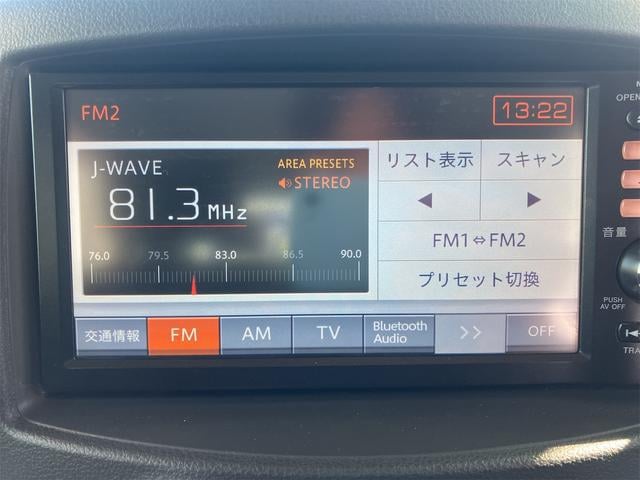 FM2
13:22
J-WAVE
AREA PRESETS
STEREO
81.3 MHz
76.0 79.5 83.0 86.5 90.0
リスト表示
スキャン
◀ ▶
FM1⇔FM2
プリセット切換
交通情報
FM
AM
TV
Bluetooth
Audio
>>
OFF
OPEN
音量
PUSH
AV OFF
TRA